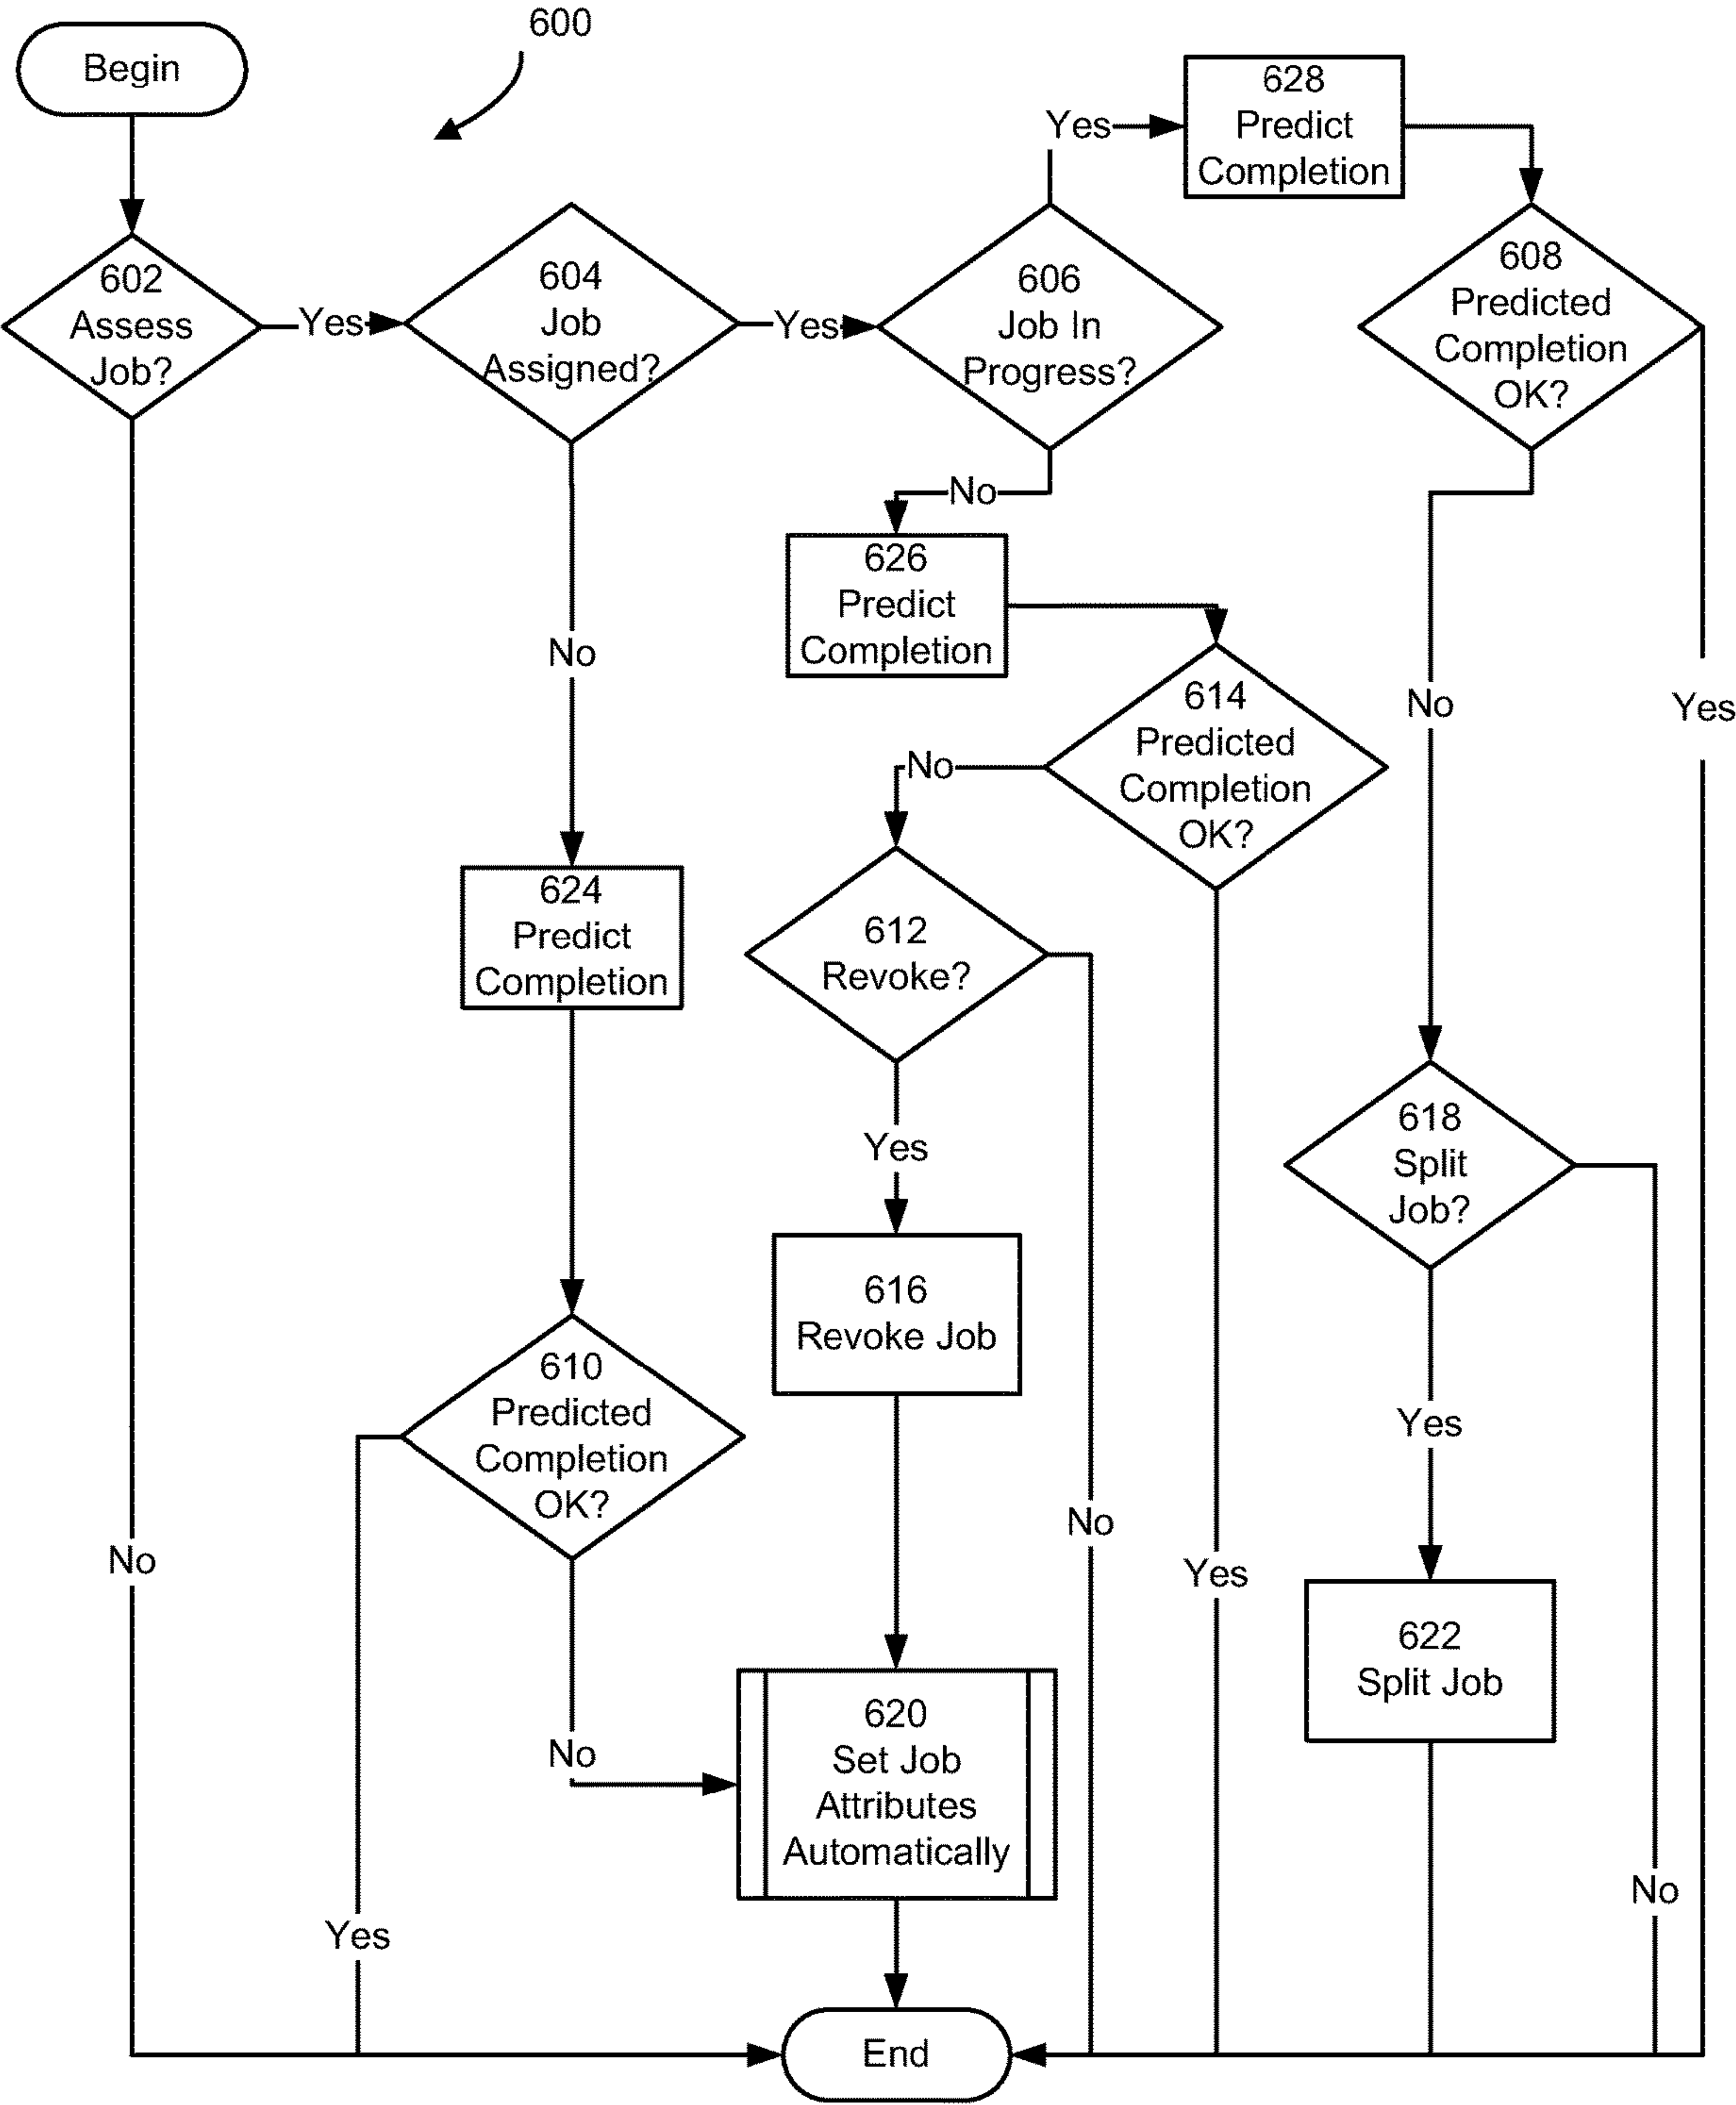 600
Begin
628
Predict
Completion
Yes
602
Assess
Job?
Yes
604
Job
Assigned?
Yes
606
Job In
Progress?
608
Predicted
Completion
OK?
No
626
Predict
Completion
No
614
Predicted
Completion
OK?
No
Yes
No
624
Predict
Completion
612
Revoke?
Yes
618
Split
Job?
616
Revoke Job
610
Predicted
Completion
OK?
Yes
No
No
Yes
622
Split Job
620
Set Job
Attributes
Automatically
No
No
Yes
End